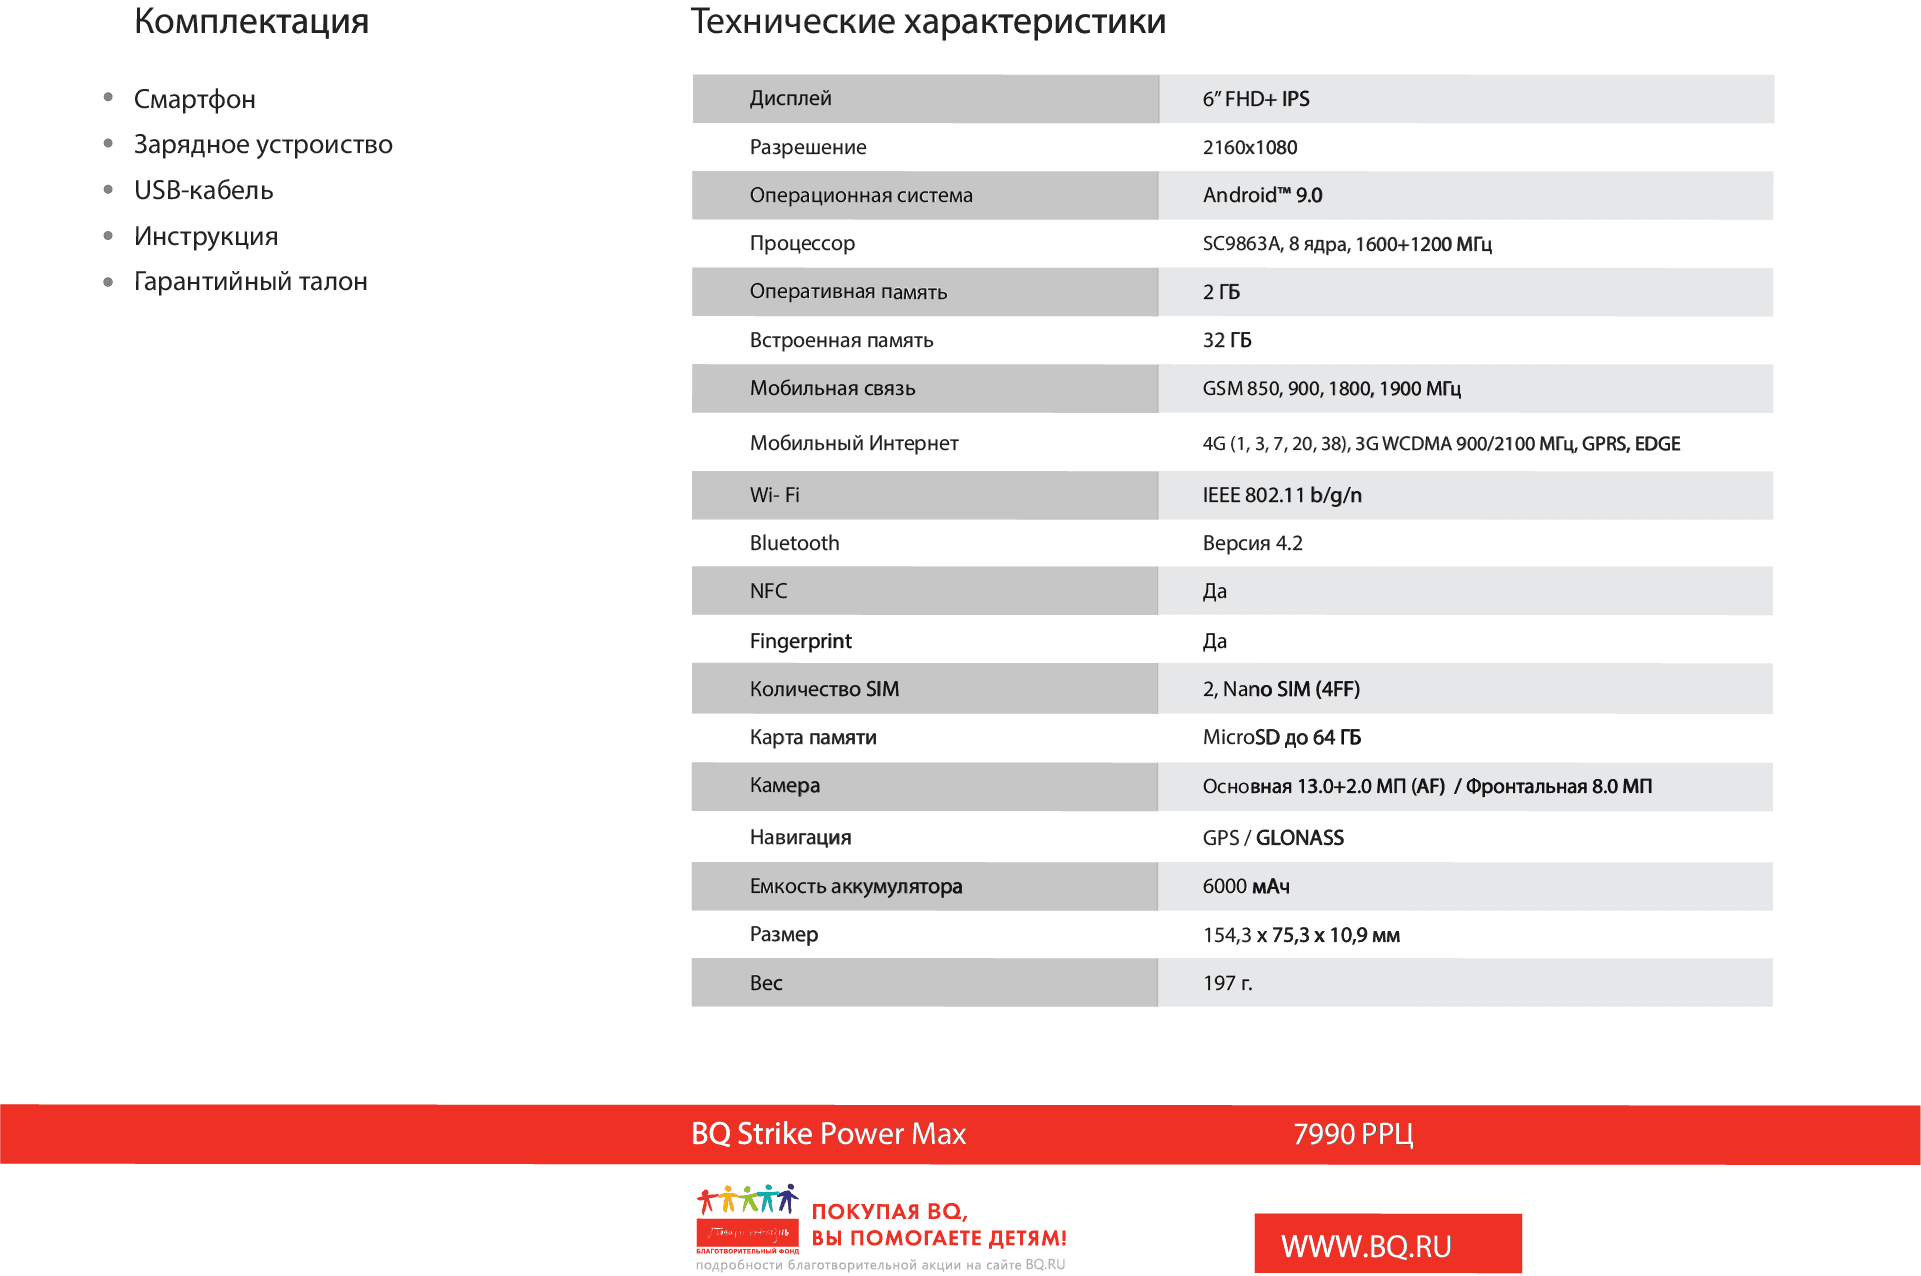 Комплектация
Смартфон
Зарядное устроиство
USB-кабель
Инструкция
Гарантийный талон
Технические характеристики
Дисплей 6” FHD+ IPS
Разрешение 2160x1080
Операционная система Android™ 9.0
Процессор SC9863A, 8 ядра, 1600+1200 МГц
Оперативная память 2 ГБ
Встроенная память 32 ГБ
Мобильная связь GSM 850, 900, 1800, 1900 МГц
Мобильный Интернет 4G (1, 3, 7, 20, 38), 3G WCDMA 900/2100 МГц, GPRS, EDGE
Wi- Fi IEEE 802.11 b/g/n
Bluetooth Версия 4.2
NFC Да
Fingerprint Да
Количество SIM 2, Nano SIM (4FF)
Карта памяти MicroSD до 64 ГБ
Камера Основная 13.0+2.0 МП (AF) / Фронтальная 8.0 МП
Навигация GPS / GLONASS
Емкость аккумулятора 6000 мАч
Размер 154,3 x 75,3 x 10,9 мм
Вес 197 г.
BQ Strike Power Max 7990 РРЦ
БЛАГОТВОРИТЕЛЬНЫЙ ФОНД
ПОКУПАЯ BQ,
ВЫ ПОМОГАЕТЕ ДЕТЯМ!
подробности благотворительной акции на сайте BQ.RU
WWW.BQ.RU